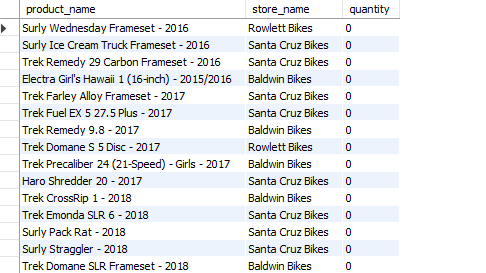 product_name store_name quantity
Surly Wednesday Frameset - 2016 Rowlett Bikes 0
Surly Ice Cream Truck Frameset - 2016 Santa Cruz Bikes 0
Trek Remedy 29 Carbon Frameset - 2016 Santa Cruz Bikes 0
Electra Girl's Hawaii 1 (16-inch) - 2015/2016 Baldwin Bikes 0
Trek Farley Alloy Frameset - 2017 Santa Cruz Bikes 0
Trek Fuel EX 5 27.5 Plus - 2017 Santa Cruz Bikes 0
Trek Remedy 9.8 - 2017 Baldwin Bikes 0
Trek Domane S 5 Disc - 2017 Rowlett Bikes 0
Trek Precaliber 24 (21-Speed) - Girls - 2017 Baldwin Bikes 0
Haro Shredder 20 - 2017 Santa Cruz Bikes 0
Trek CrossRip 1 - 2018 Baldwin Bikes 0
Trek Emonda SLR 6 - 2018 Santa Cruz Bikes 0
Surly Pack Rat - 2018 Santa Cruz Bikes 0
Surly Straggler - 2018 Santa Cruz Bikes 0
Trek Domane SLR Frameset - 2018 Baldwin Bikes 0